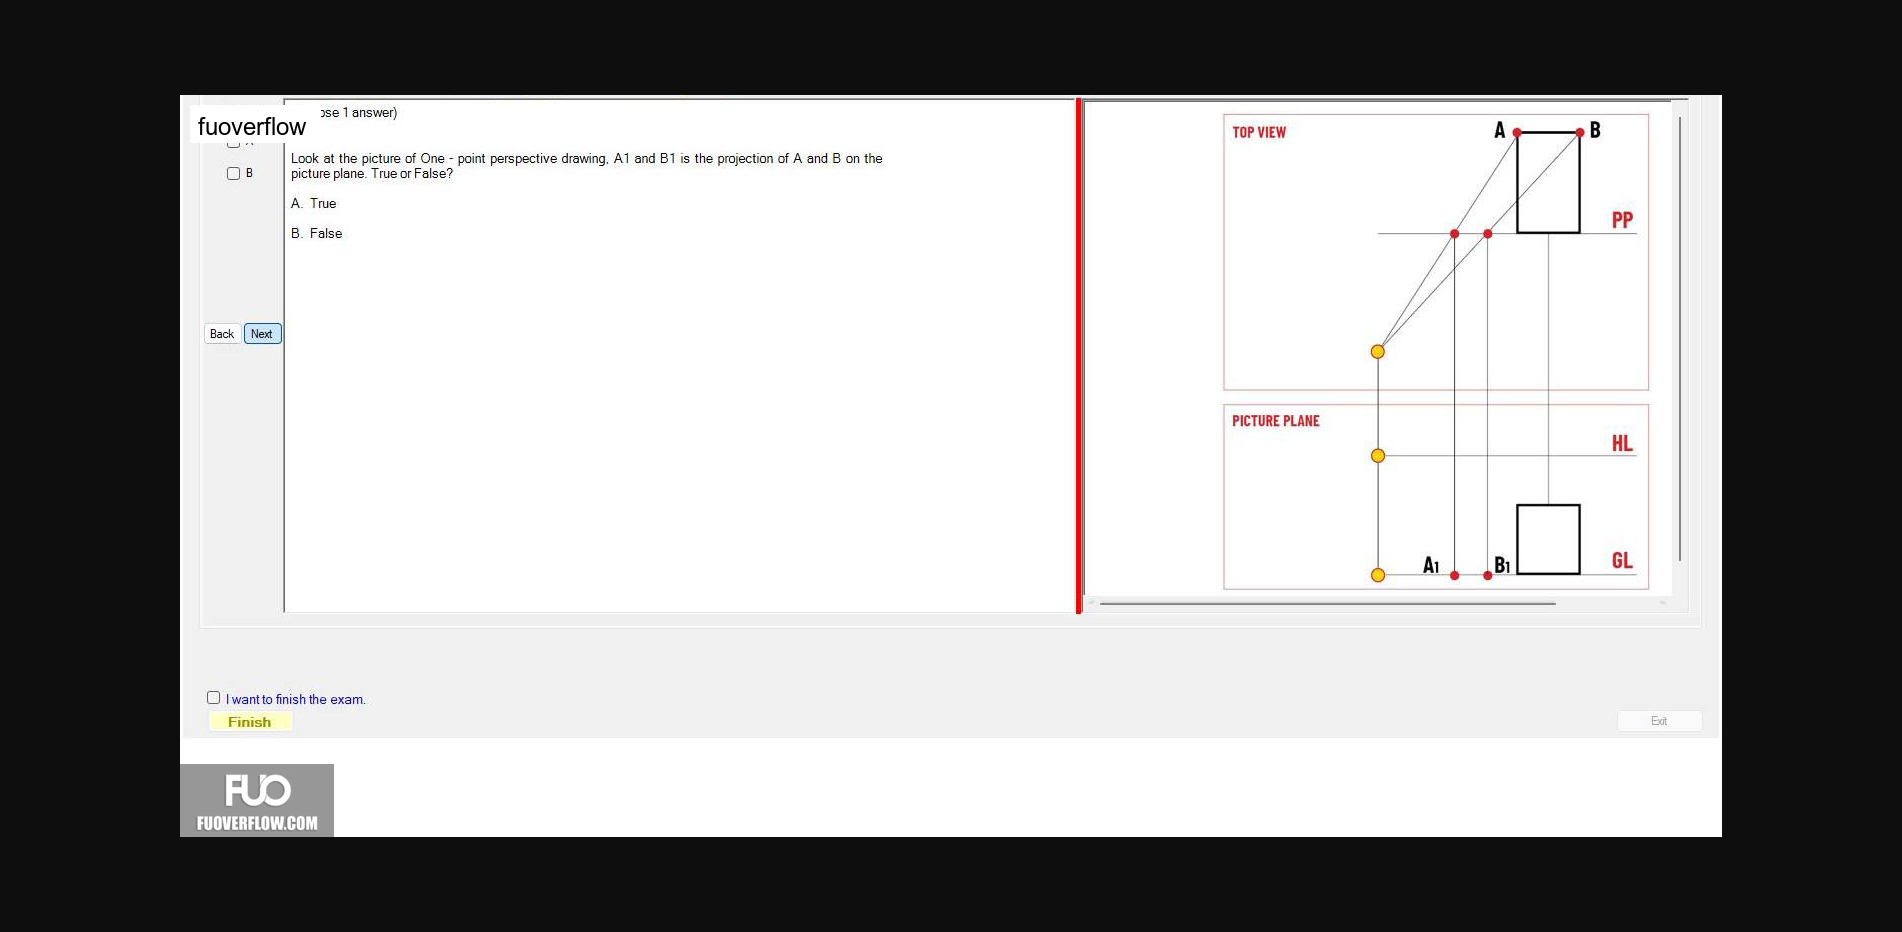 ose 1 answer)
fuoverflow
Look at the picture of One - point perspective drawing, A1 and B1 is the projection of A and B on the
picture plane. True or False?
B
A. True
B. False
Back Next
TOP VIEW
A B
PP
PICTURE PLANE
HL
A1 B1 GL
I want to finish the exam.
Finish
Exit
FUO
FUOVERFLOW.COM